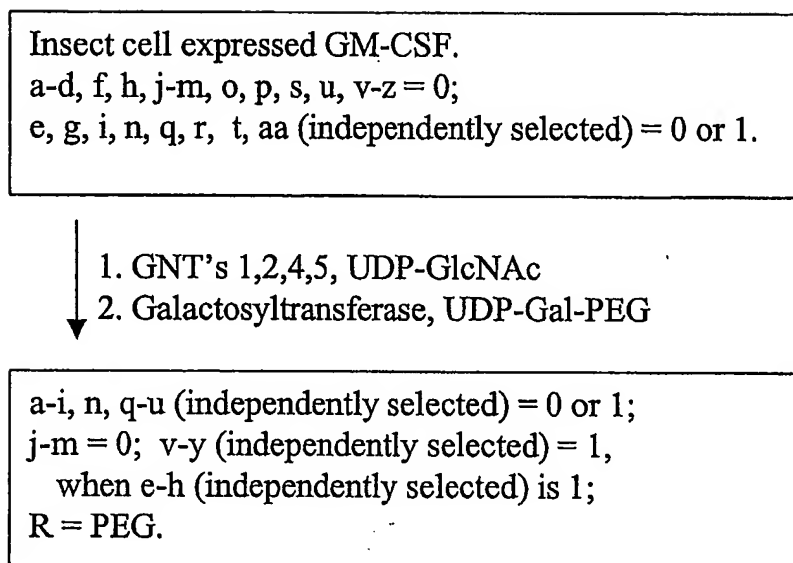 Insect cell expressed GM-CSF.
a-d, f, h, j-m, o, p, s, u, v-z = 0;
e, g, i, n, q, r, t, aa (independently selected) = 0 or 1.
1. GNT's 1,2,4,5, UDP-GlcNAc
2. Galactosyltransferase, UDP-Gal-PEG
a-i, n, q-u (independently selected) = 0 or 1;
j-m = 0; v-y (independently selected) = 1,
when e-h (independently selected) is 1;
R = PEG.